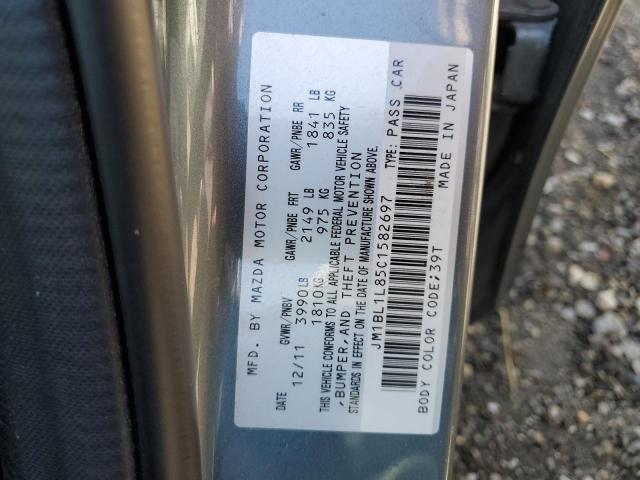 MFD. BY MAZDA MOTOR CORPORATION
DATE GVWR/PNBV GAWR/PNBE FRT GAWR/PNBE RR
12/11 3990LB 2149 LB 1841 LB
1810KG 975 KG 835 KG
THIS VEHICLE CONFORMS TO ALL APPLICABLE FEDERAL MOTOR VEHICLE SAFETY
,BUMPER, AND THEFT PREVENTION
STANDARDS IN EFFECT ON THE DATE OF MANUFACTURE SHOWN ABOVE.
JM1BL1L85C1582697 TYPE: PASS CAR
BODY COLOR CODE;39T MADE IN JAPAN